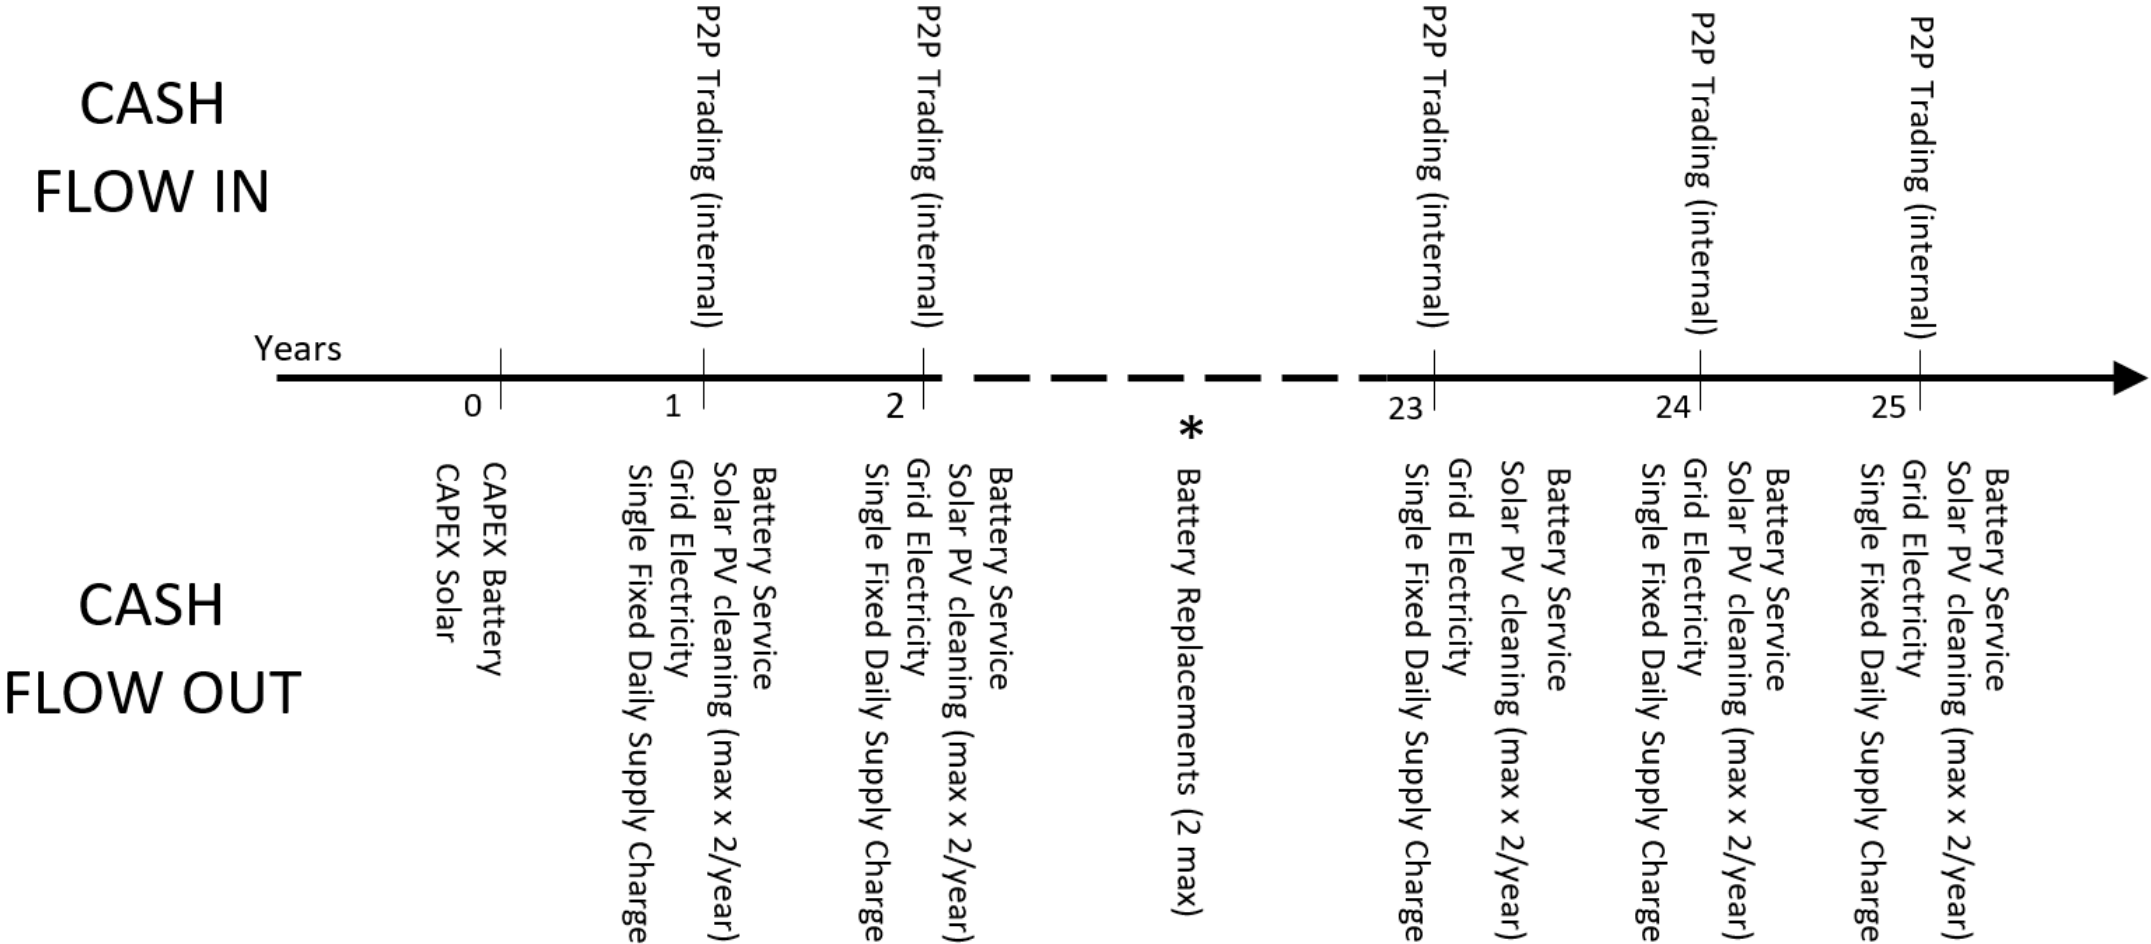 CASH
FLOW IN
P2P Trading (internal)
P2P Trading (internal)
P2P Trading (internal)
P2P Trading (internal)
P2P Trading (internal)
Years
0
1
2
23
24
25
CASH
FLOW OUT
CAPEX Solar
CAPEX Battery
Single Fixed Daily Supply Charge
Grid Electricity
Solar PV cleaning (max x 2/year)
Battery Service
Single Fixed Daily Supply Charge
Grid Electricity
Solar PV cleaning (max x 2/year)
Battery Service
* Battery Replacements (2 max)
Single Fixed Daily Supply Charge
Grid Electricity
Solar PV cleaning (max x 2/year)
Battery Service
Single Fixed Daily Supply Charge
Grid Electricity
Solar PV cleaning (max x 2/year)
Battery Service
Single Fixed Daily Supply Charge
Grid Electricity
Solar PV cleaning (max x 2/year)
Battery Service